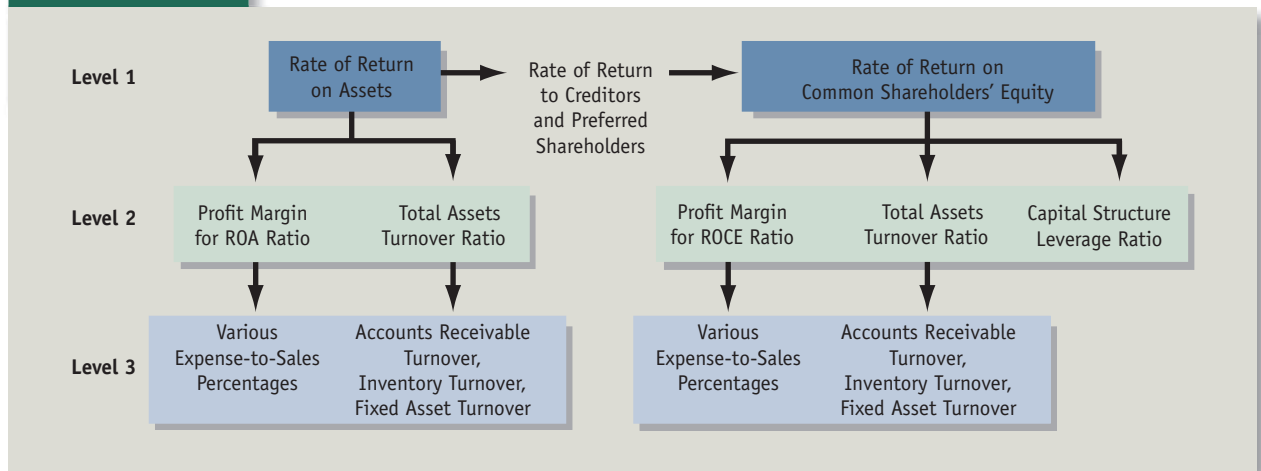 Level 1
Rate of Return
on Assets
Rate of Return
to Creditors
and Preferred
Shareholders
Rate of Return on
Common Shareholders’ Equity
Level 2
Profit Margin
for ROA Ratio
Total Assets
Turnover Ratio
Profit Margin
for ROCE Ratio
Total Assets
Turnover Ratio
Capital Structure
Leverage Ratio
Level 3
Various
Expense-to-Sales
Percentages
Accounts Receivable
Turnover,
Inventory Turnover,
Fixed Asset Turnover
Various
Expense-to-Sales
Percentages
Accounts Receivable
Turnover,
Inventory Turnover,
Fixed Asset Turnover